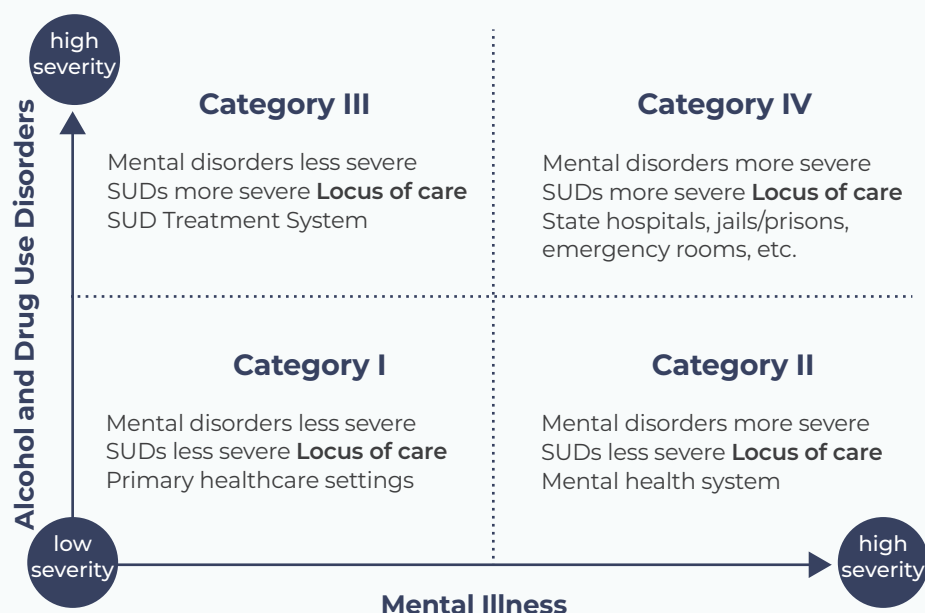 high
severity
Alcohol and Drug Use Disorders
Category III
Mental disorders less severe
SUDs more severe Locus of care
SUD Treatment System
Category IV
Mental disorders more severe
SUDs more severe Locus of care
State hospitals, jails/prisons,
emergency rooms, etc.
Category I
Mental disorders less severe
SUDs less severe Locus of care
Primary healthcare settings
Category II
Mental disorders more severe
SUDs less severe Locus of care
Mental health system
low
severity
high
severity
Mental Illness